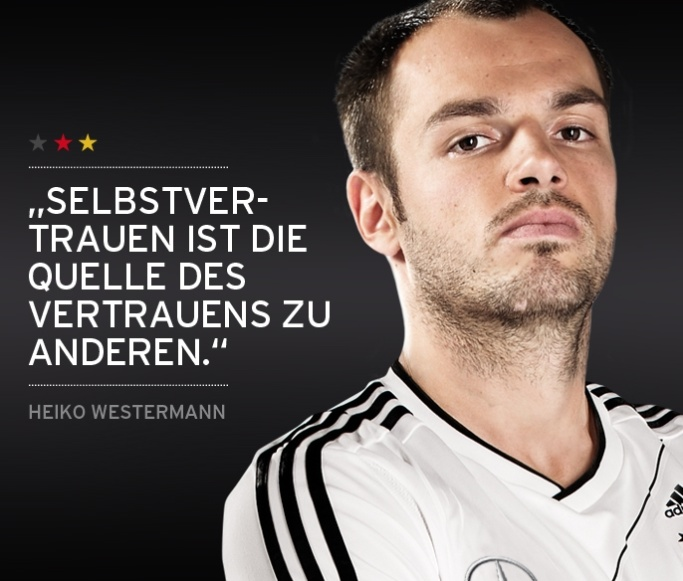 „SELBSTVER-
TRAUEN IST DIE
QUELLE DES
VERTRAUENS ZU
ANDEREN.“
HEIKO WESTERMANN